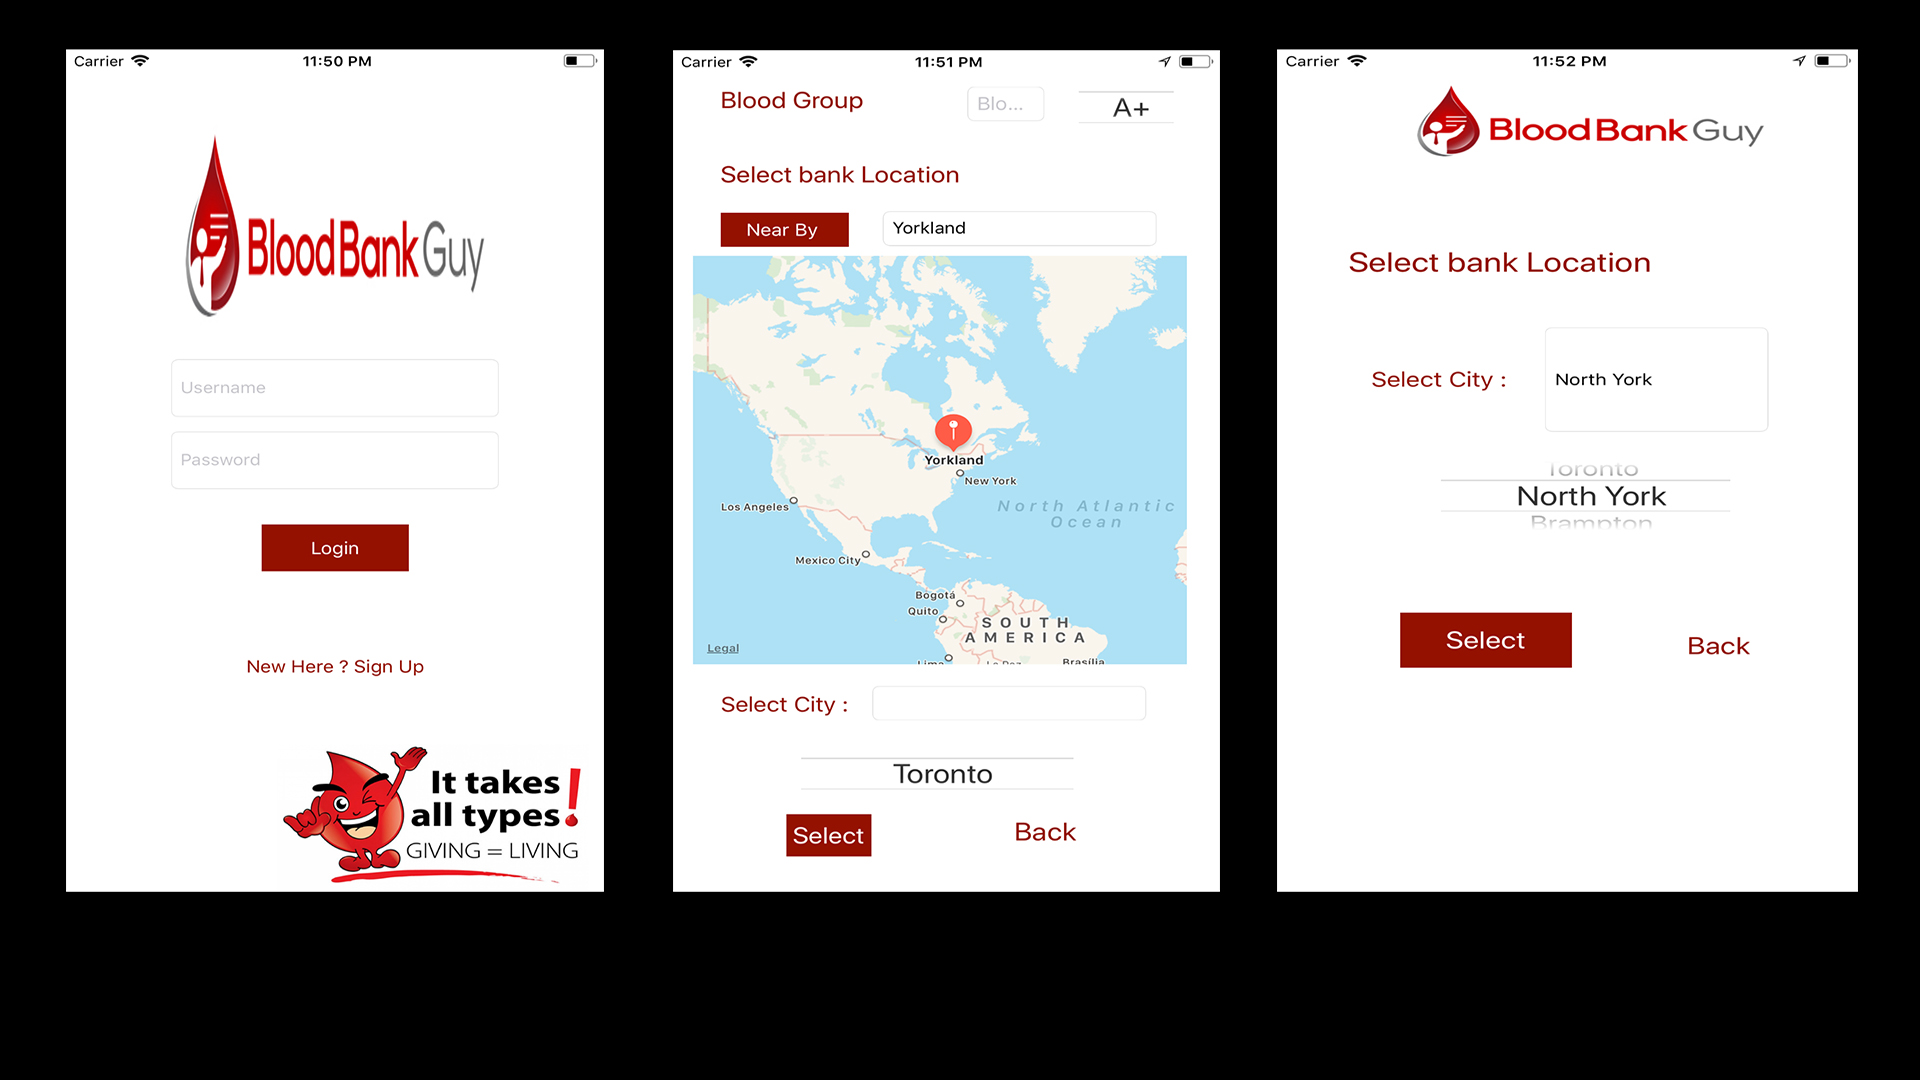 Carrier 11:50 PM
BloodBankGuy
Username
Password
Login
New Here ? Sign Up
It takes
all types!
GIVING = LIVING
Carrier 11:51 PM
Blood Group Blo... A+
Select bank Location
Near By Yorkland
Yorkland
New York
Los Angeles
North Atlantic
Ocean
Mexico City
Bogotá
Quito
SOUTH
AMERICA
Legal
Lima La Paz Brasília
Select City :
Toronto
Select Back
Carrier 11:52 PM
BloodBankGuy
Select bank Location
Select City : North York
Toronto
North York
Brampton
Select Back